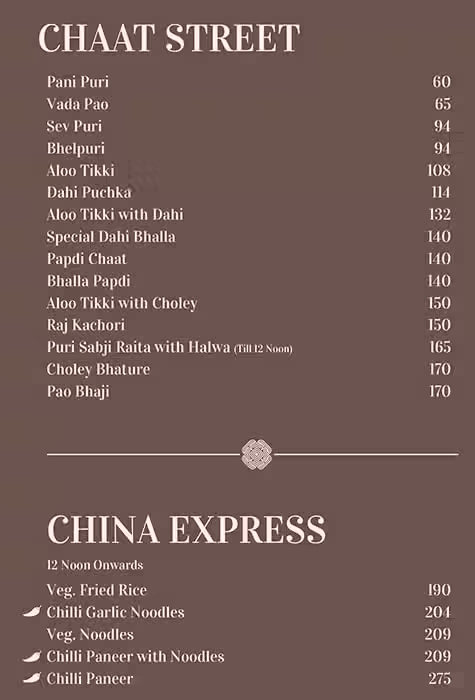 CHAAT STREET
Pani Puri 60
Vada Pao 65
Sev Puri 94
Bhelpuri 94
Aloo Tikki 108
Dahi Puchka 114
Aloo Tikki with Dahi 132
Special Dahi Bhalla 140
Papdi Chaat 140
Bhalla Papdi 140
Aloo Tikki with Choley 150
Raj Kachori 150
Puri Sabji Raita with Halwa (Till 12 Noon) 165
Choley Bhature 170
Pao Bhaji 170
CHINA EXPRESS
12 Noon Onwards
Veg. Fried Rice 190
Chilli Garlic Noodles 204
Veg. Noodles 209
Chilli Paneer with Noodles 209
Chilli Paneer 275